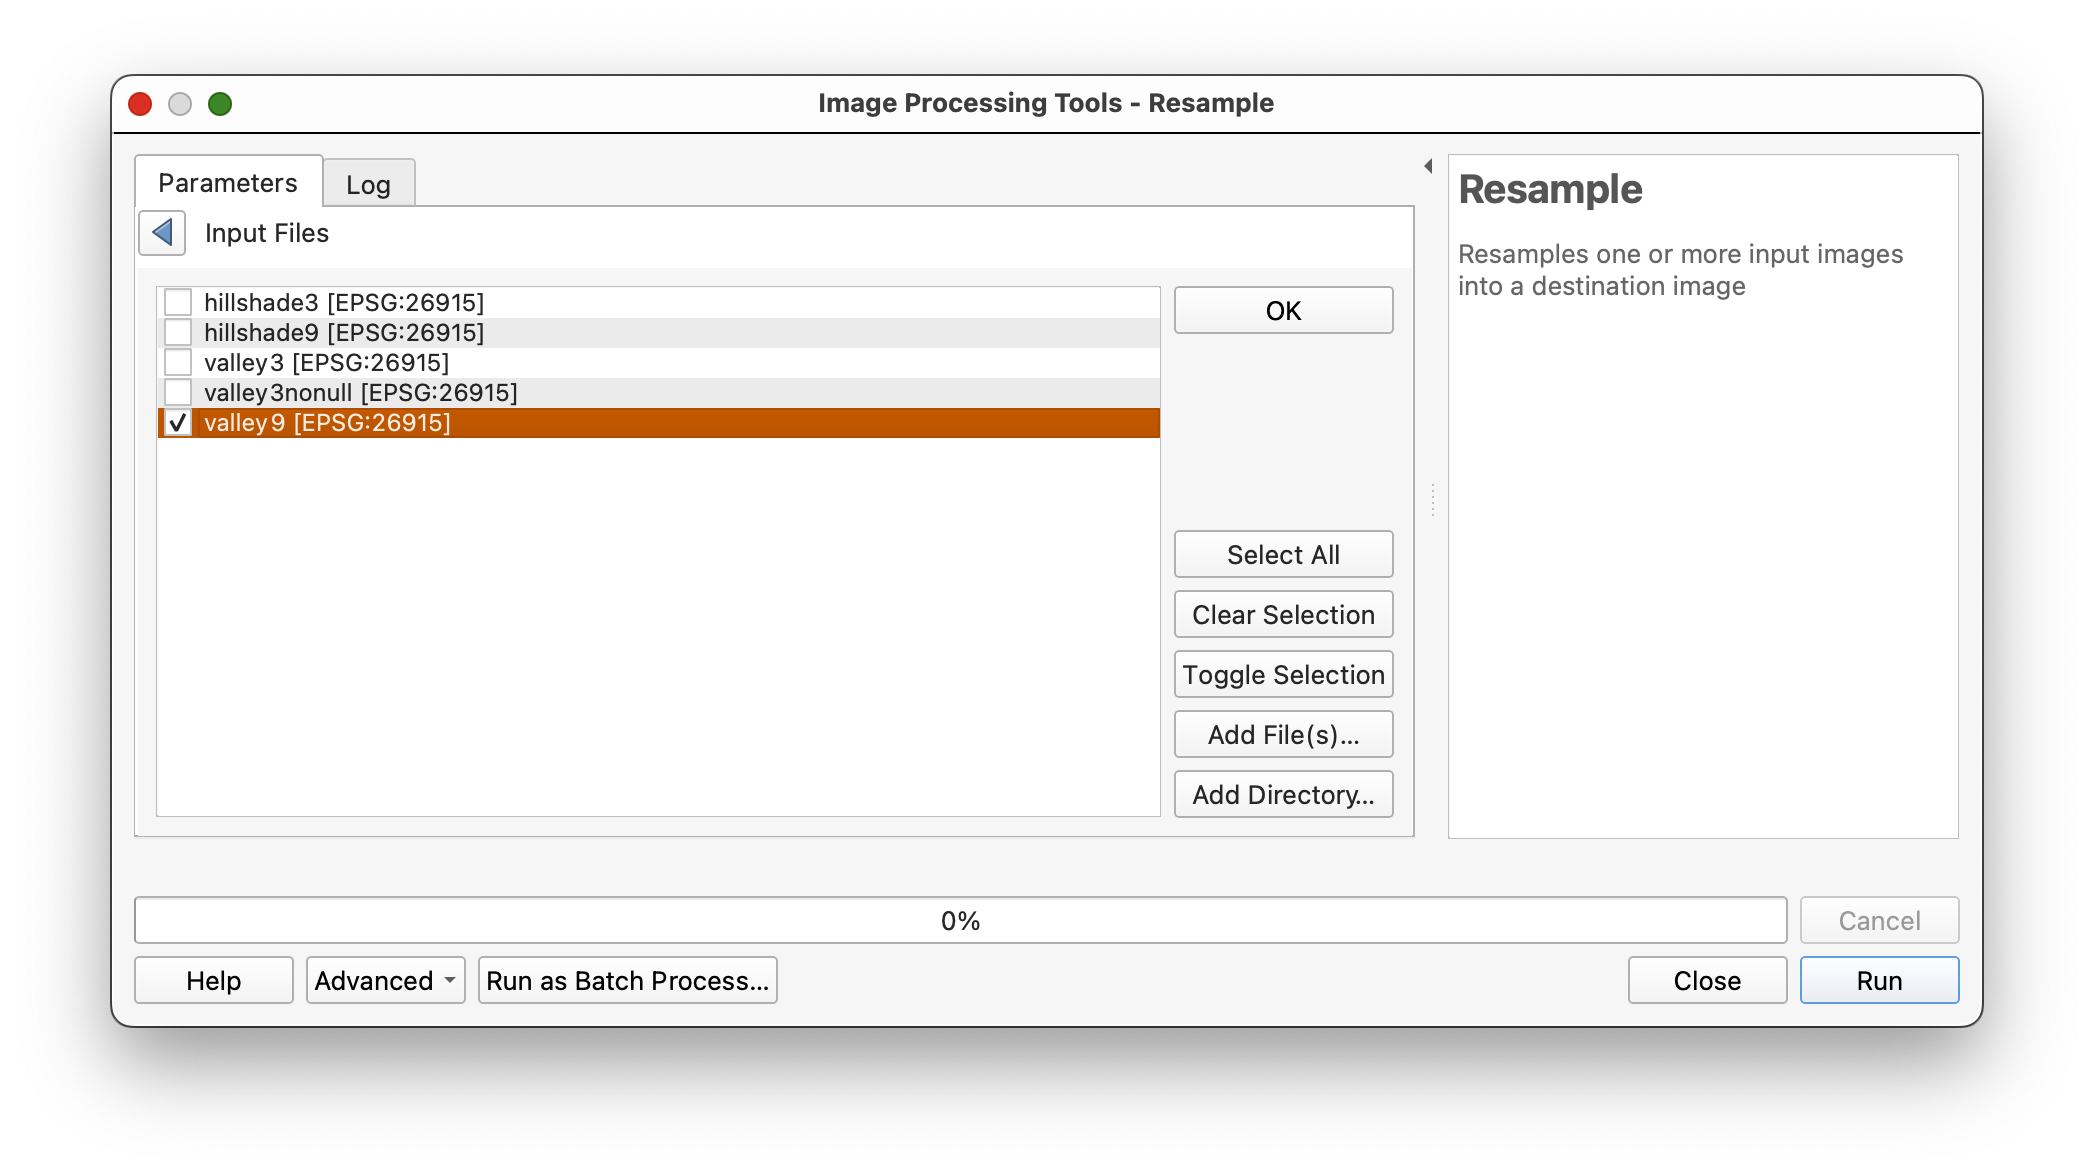 Image Processing Tools - Resample
Parameters
Log
Input Files
hillshade3 [EPSG:26915]
hillshade9 [EPSG:26915]
valley3 [EPSG:26915]
valley3nonull [EPSG:26915]
valley9 [EPSG:26915]
OK
Select All
Clear Selection
Toggle Selection
Add File(s)...
Add Directory...
Resample
Resamples one or more input images
into a destination image
0%
Cancel
Help
Advanced
Run as Batch Process...
Close
Run